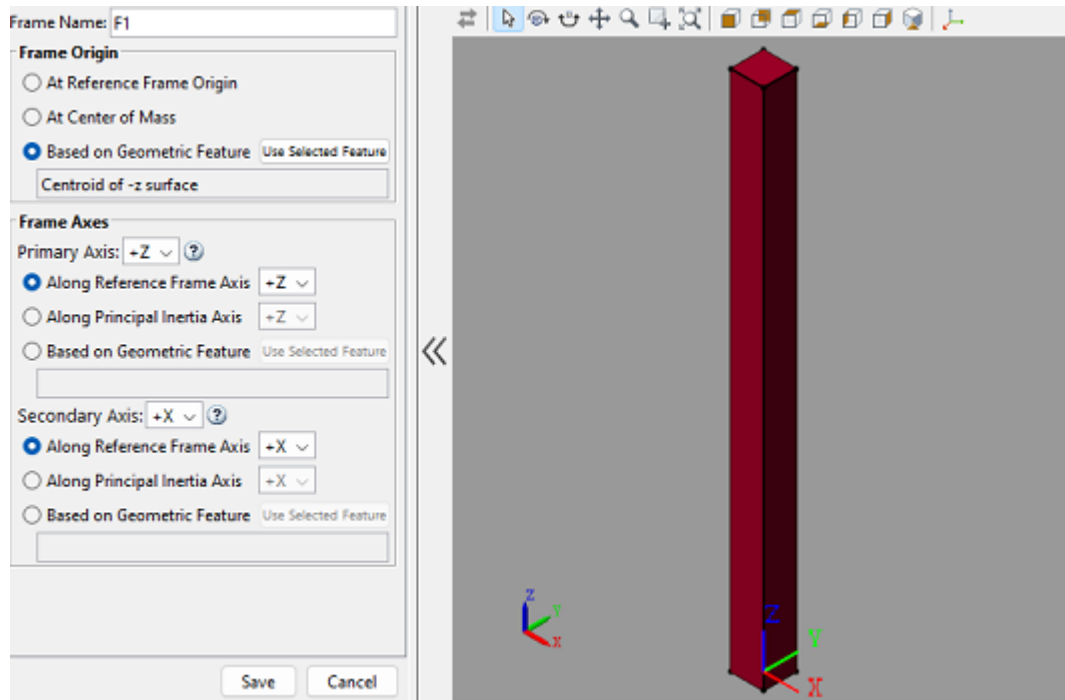 Frame Name: F1
Frame Origin
At Reference Frame Origin
At Center of Mass
Based on Geometric Feature Use Selected Feature
Centroid of -z surface
Frame Axes
Primary Axis: +Z ?
Along Reference Frame Axis +Z
Along Principal Inertia Axis +Z
Based on Geometric Feature Use Selected Feature
Secondary Axis: +X ?
Along Reference Frame Axis +X
Along Principal Inertia Axis +X
Based on Geometric Feature Use Selected Feature
Save Cancel
Z
Y
X
Z
Y
X